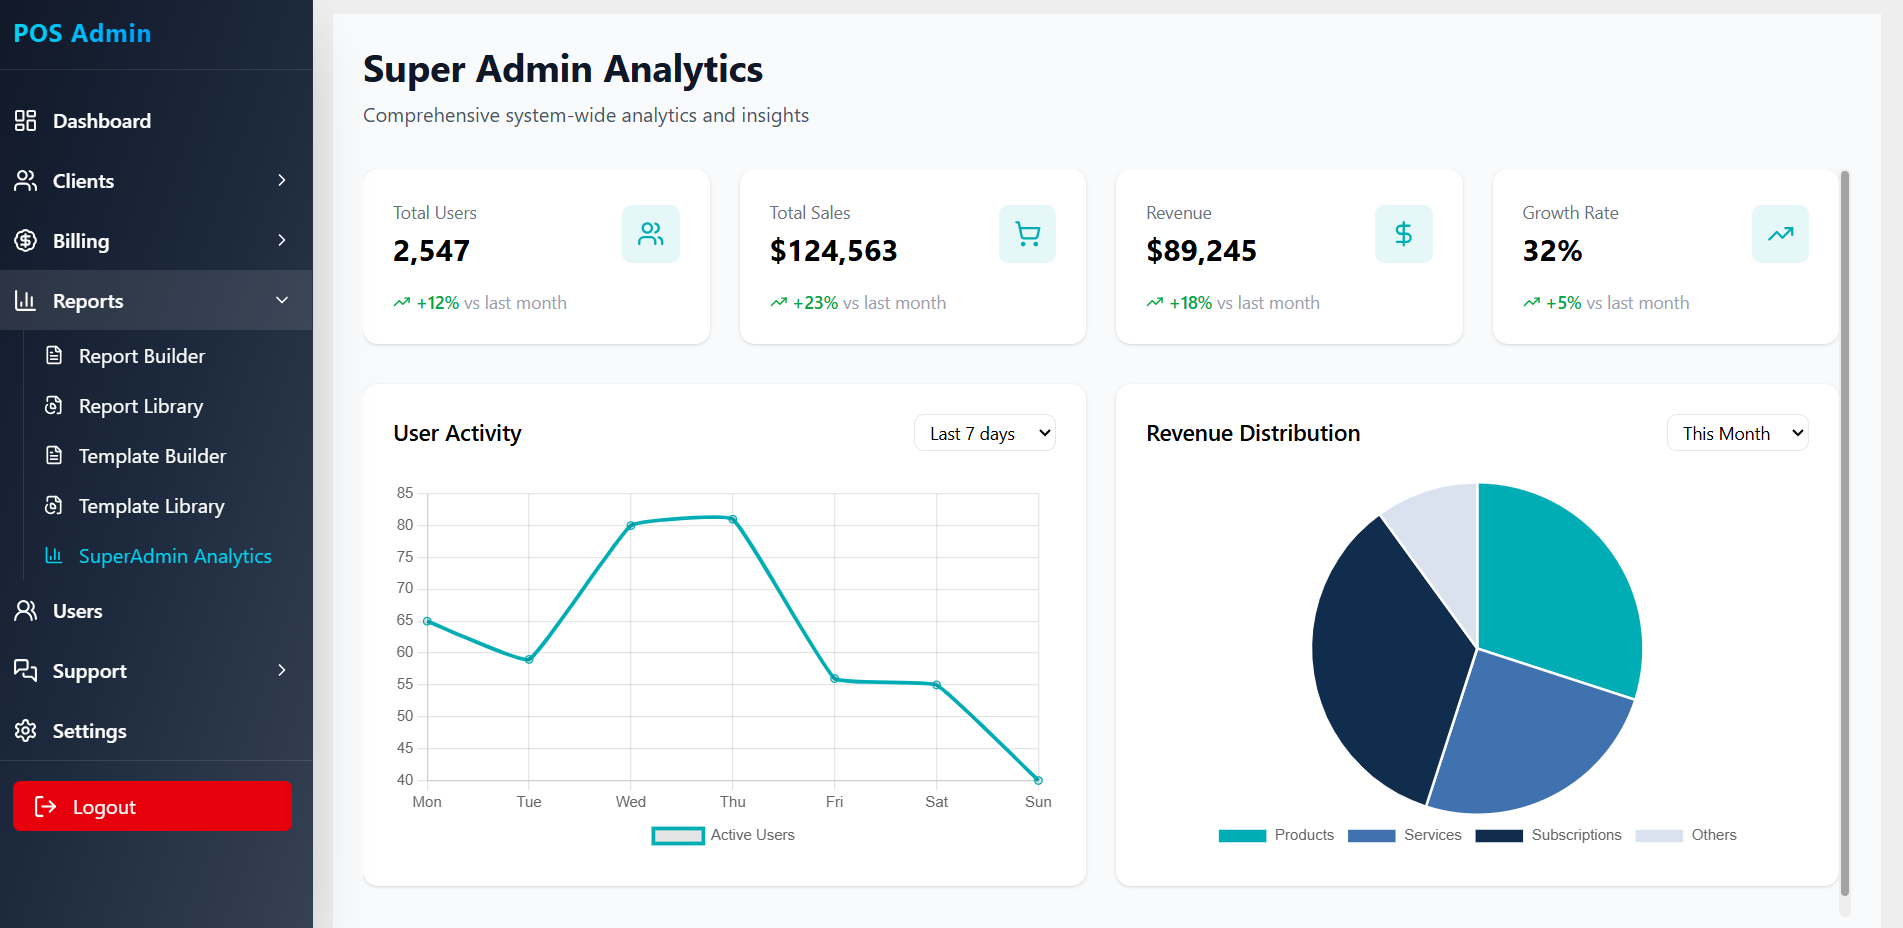 POS Admin
Dashboard
Clients
Billing
Reports
Report Builder
Report Library
Template Builder
Template Library
SuperAdmin Analytics
Users
Support
Settings
Logout
Super Admin Analytics
Comprehensive system-wide analytics and insights
Total Users
2,547
+12% vs last month
Total Sales
$124,563
+23% vs last month
Revenue
$89,245
+18% vs last month
Growth Rate
32%
+5% vs last month
User Activity
Last 7 days
85
80
75
70
65
60
55
50
45
40
Mon Tue Wed Thu Fri Sat Sun
Active Users
Revenue Distribution
This Month
Products Services Subscriptions Others